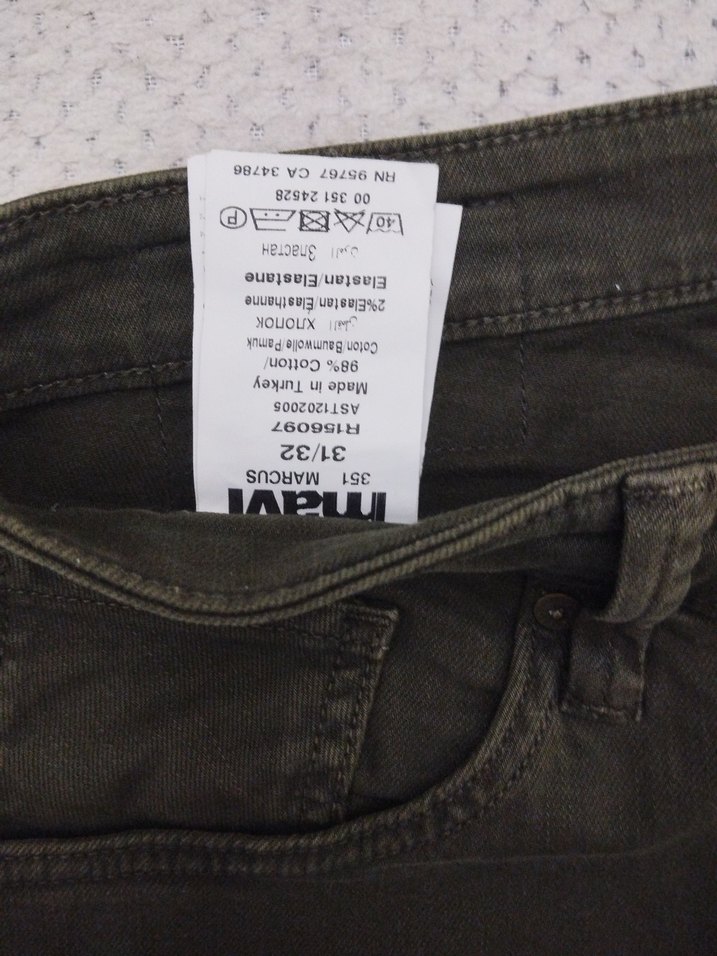 mavi
351 MARCUS
31/32
R156097
AST1202005
Made in Turkey
98% Cotton/
Coton/Baumwolle/Pamuk
القطن ХЛОПОК
2%Elastan/Elasthanne
Elastan/Elastane
Эластан
40 P
00 351 24528
RN 95767 CA 34786